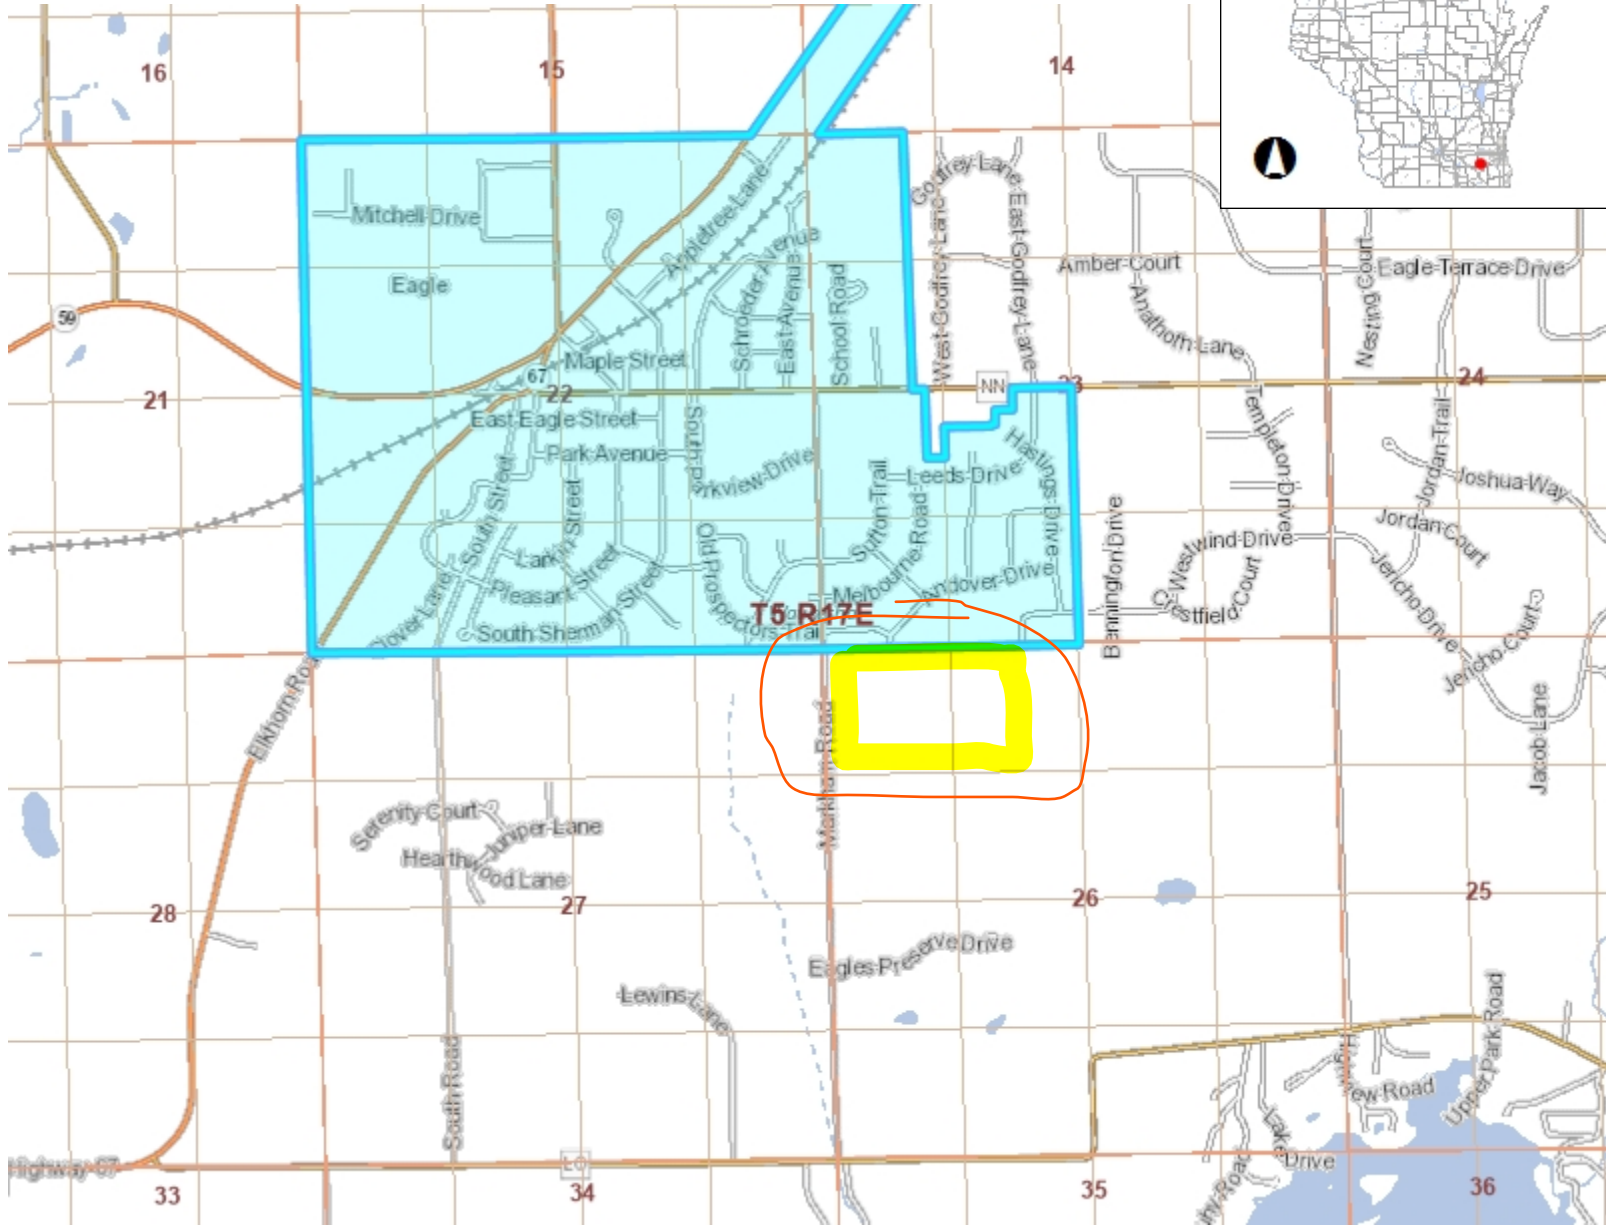 16
15
14
Godfrey Lane
Mitchell Drive
Appletree Lane
West Godfrey Lane
East Godfrey Lane
Schroeder Avenue
East Avenue
School Road
Amber Court
Nesting Court
Eagle Terrace Drive
Eagle
59
Anathoth Lane
Maple Street
67
22
NN
24
21
East Eagle Street
South
Park Avenue
Templeton Drive
Jordan Trail
Hastings Drive
Leeds Drive
Joshua Way
South Street
Sutton Trail
Melbourne Road
Bennington Drive
Jordan Court
Westwind Drive
Larkin Street
Pleasant Street
Old Prospectors Trail
Andover Drive
Crestfield Court
Jericho Drive
Jericho Court
T5 R17E
South Sherman Street
Elkhorn Road
Markham Road
Jacob Lane
Serenity Court
Juniper Lane
Hearthwood Lane
28
27
26
25
Eagles Preserve Drive
Lewins Lane
South Road
Upper Park Road
Highway 67
LO
Lake Drive
33
34
35
36